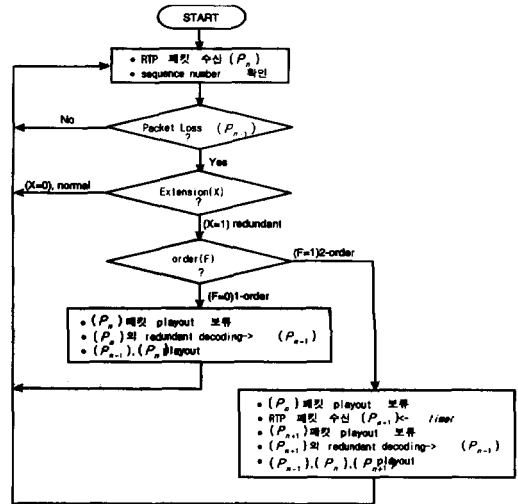 START
• RTP 패킷 수신 (Pn)
• sequence number 확인
No
Packet Loss (Pn-1)
?
Yes
(X=0), normal
Extension(X)
?
(X=1) redundant
order(F)
?
(F=1)2-order
(F=0)1-order
• (Pn)패킷 playout 보류
• (Pn)의 redundant decoding-> (Pn-1)
• (Pn-1),(Pn)playout
• (Pn)패킷 playout 보류
• RTP 패킷 수신 (Pn+1)<- timer
• (Pn+1)패킷 playout 보류
• (Pn+1)의 redundant decoding-> (Pn-1)
• (Pn-1),(Pn),(Pn+1)playout